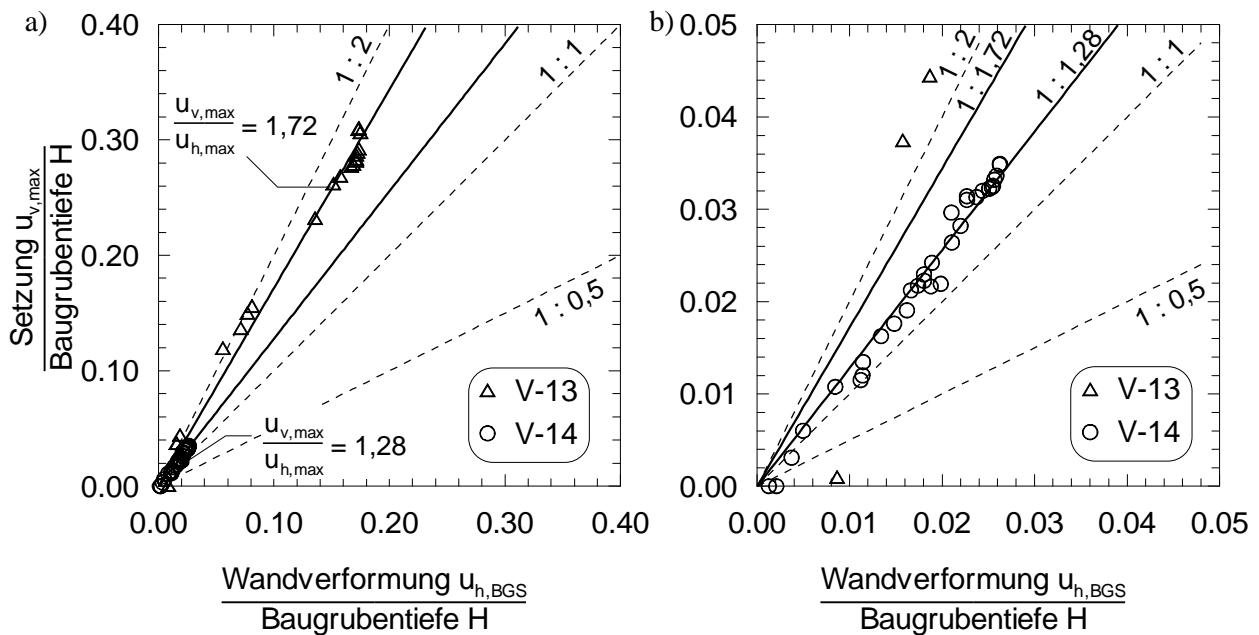 a)
0.40
0.30
0.20
0.10
0.00
0.00 0.10 0.20 0.30 0.40
Setzung u_v,max
Baugrubentiefe H
Wandverformung u_h,BGS
Baugrubentiefe H
1 : 2
1 : 1
1 : 0,5
u_v,max
u_h,max
= 1,72
u_v,max
u_h,max
= 1,28
V-13
V-14
b)
0.05
0.04
0.03
0.02
0.01
0.00
0.00 0.01 0.02 0.03 0.04 0.05
Wandverformung u_h,BGS
Baugrubentiefe H
1 : 2
1 : 1,72
1 : 1,28
1 : 1
1 : 0,5
V-13
V-14